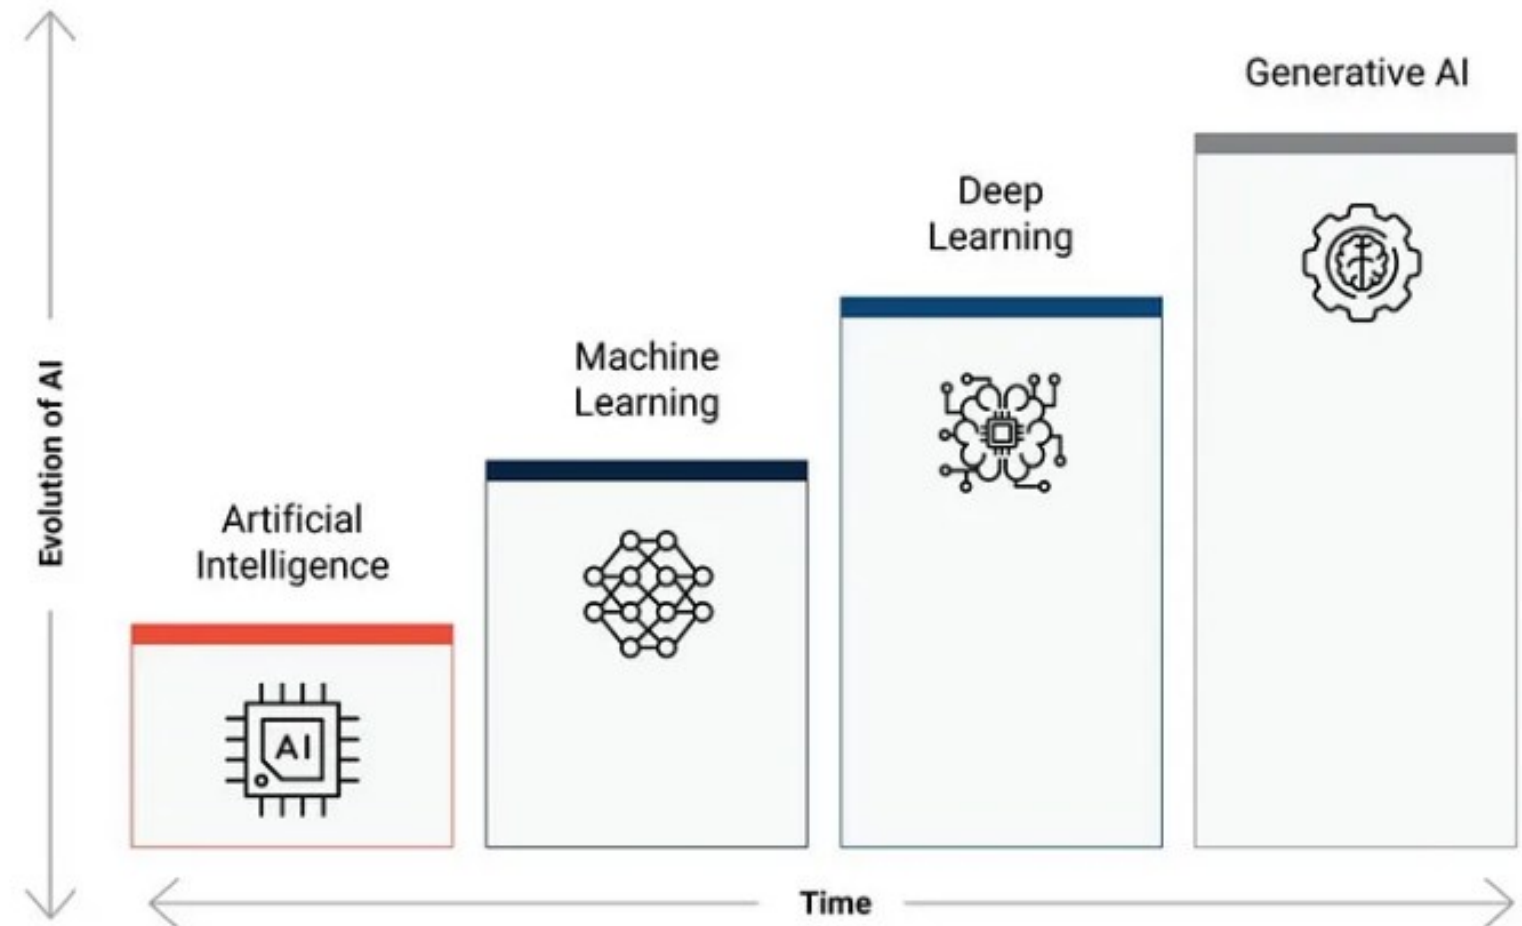 Generative AI
Deep
Learning
Machine
Learning
Artificial
Intelligence
AI
Evolution of AI
Time